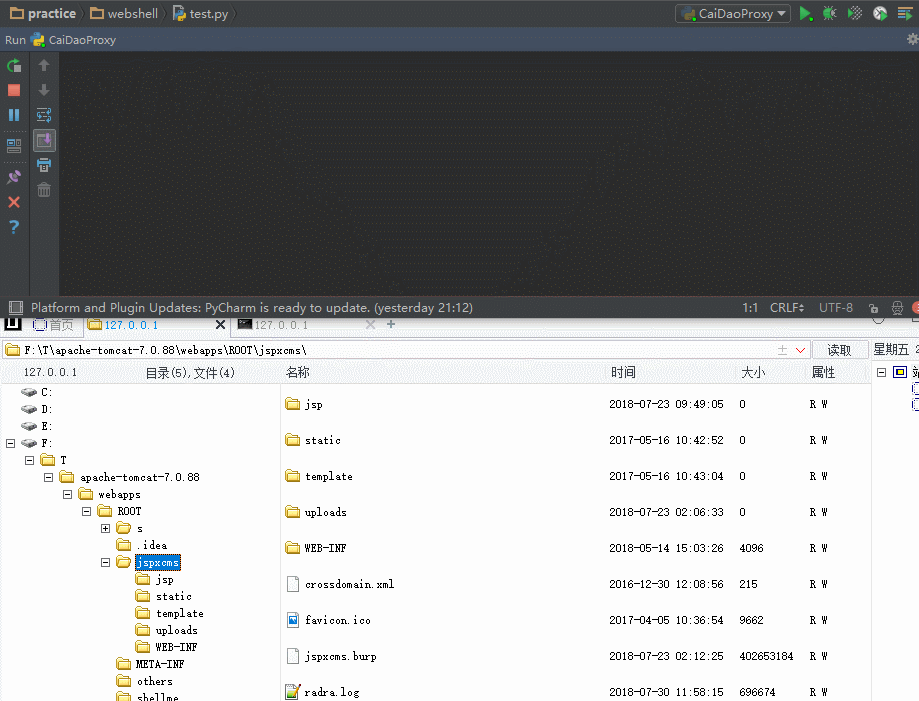 practice webshell test.py CaiDaoProxy
Run CaiDaoProxy
Platform and Plugin Updates: PyCharm is ready to update. (yesterday 21:12) 1:1 CRLF UTF-8
首页 127.0.0.1 127.0.0.1
F:\T\apache-tomcat-7.0.88\webapps\ROOT\jspxcms\ 读取 星期五
127.0.0.1 目录(5),文件(4) 名称 时间 大小 属性
C:
D:
E:
F:
T
apache-tomcat-7.0.88
webapps
ROOT
s
.idea
jspxcms
jsp
static
template
uploads
WEB-INF
META-INF
others
shellme
jsp 2018-07-23 09:49:05 0 R W
static 2017-05-16 10:42:52 0 R W
template 2017-05-16 10:43:04 0 R W
uploads 2018-07-23 02:06:33 0 R W
WEB-INF 2018-05-14 15:03:26 4096 R W
crossdomain.xml 2016-12-30 12:08:56 215 R W
favicon.ico 2017-04-05 10:36:54 9662 R W
jspxcms.burp 2018-07-23 02:12:25 402653184 R W
radra.log 2018-07-30 11:58:15 696674 R W